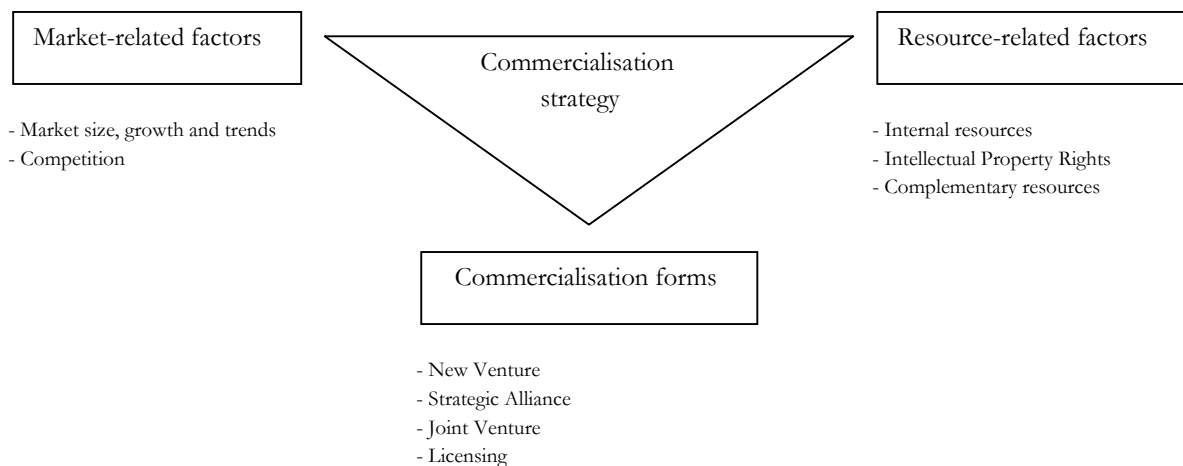 Market-related factors
Commercialisation
strategy
Resource-related factors
- Market size, growth and trends
- Competition
- Internal resources
- Intellectual Property Rights
- Complementary resources
Commercialisation forms
- New Venture
- Strategic Alliance
- Joint Venture
- Licensing